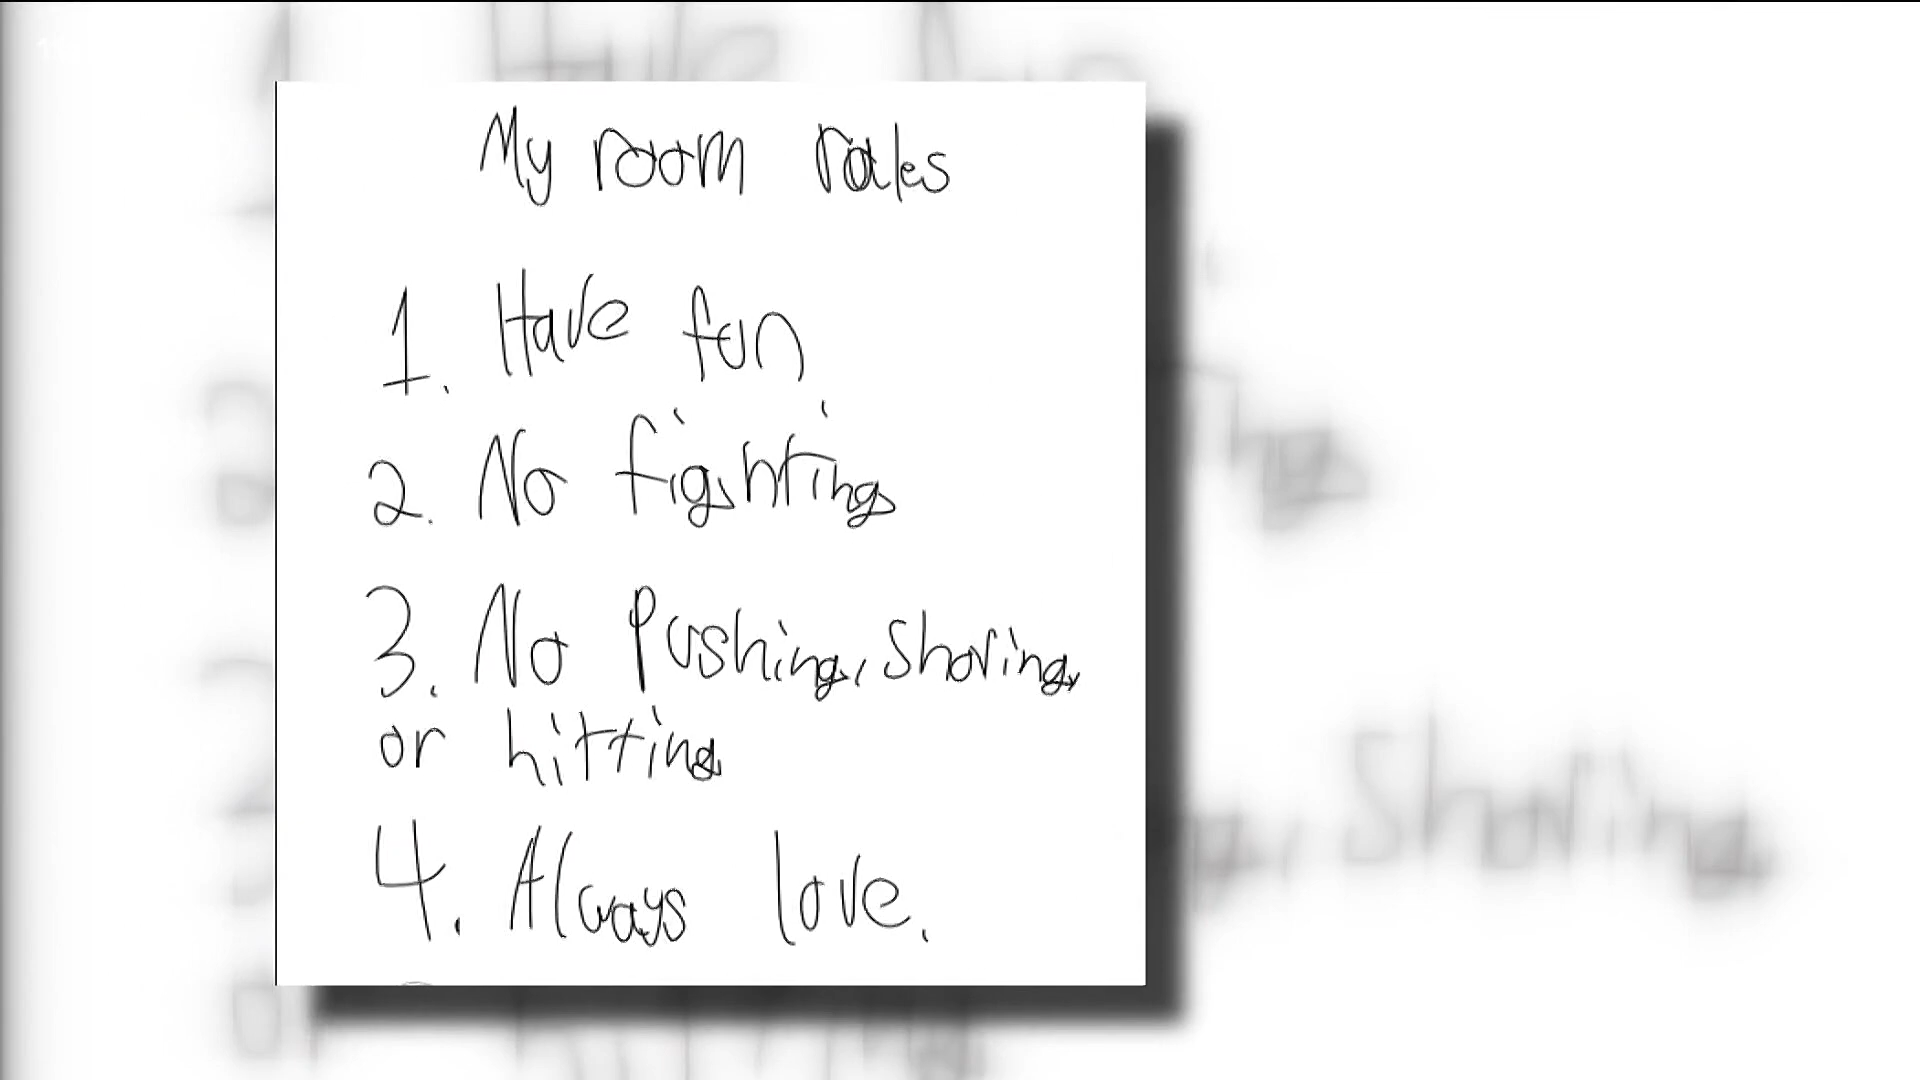 My room rules
1. Have fun
2. No fighting
3. No pushing, shoving,
or hitting
4. Always love.